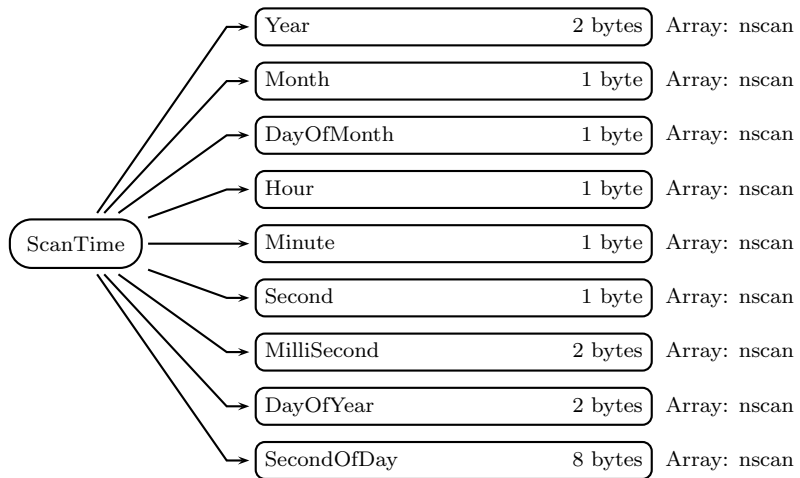 Year 2 bytes Array: nscan
Month 1 byte Array: nscan
DayOfMonth 1 byte Array: nscan
Hour 1 byte Array: nscan
ScanTime
Minute 1 byte Array: nscan
Second 1 byte Array: nscan
MilliSecond 2 bytes Array: nscan
DayOfYear 2 bytes Array: nscan
SecondOfDay 8 bytes Array: nscan